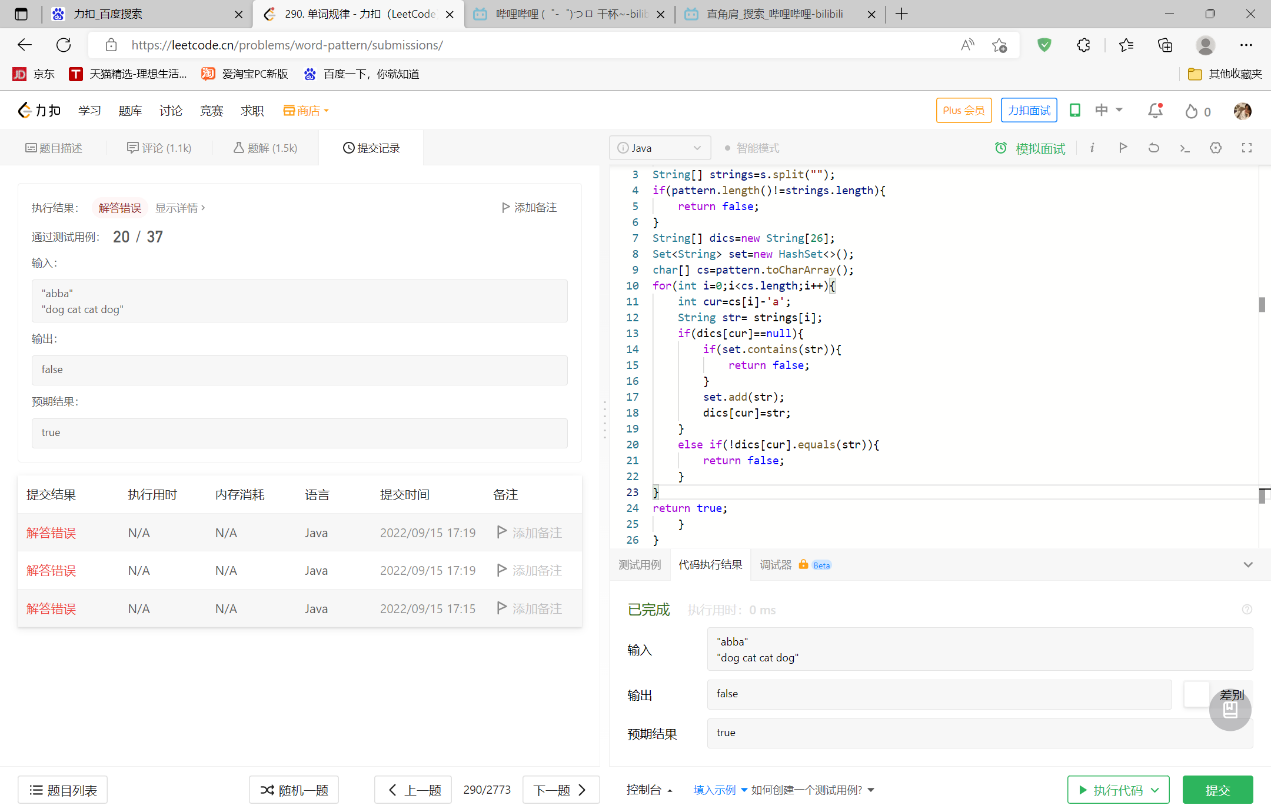 力扣_百度搜索
290. 单词规律 - 力扣（LeetCode
哔哩哔哩 (゜-゜)つロ 干杯~-bilib
直角肩_搜索_哔哩哔哩-bilibili
https://leetcode.cn/problems/word-pattern/submissions/
京东
天猫精选-理想生活...
爱淘宝PC新版
百度一下，你就知道
其他收藏夹
力扣 学习 题库 讨论 竞赛 求职 商店
Plus 会员 力扣面试 中 0
题目描述 评论 (1.1k) 题解 (1.5k) 提交记录
Java 智能模式 模拟面试
执行结果： 解答错误 显示详情 > 添加备注
通过测试用例： 20 / 37
输入：
"abba"
"dog cat cat dog"
输出：
false
预期结果：
true
提交结果 执行用时 内存消耗 语言 提交时间 备注
解答错误 N/A N/A Java 2022/09/15 17:19 添加备注
解答错误 N/A N/A Java 2022/09/15 17:19 添加备注
解答错误 N/A N/A Java 2022/09/15 17:15 添加备注
3 String[] strings=s.split("");
4 if(pattern.length()!=strings.length){
5 return false;
6 }
7 String[] dics=new String[26];
8 Set<String> set=new HashSet<>();
9 char[] cs=pattern.toCharArray();
10 for(int i=0;i<cs.length;i++){
11 int cur=cs[i]-'a';
12 String str= strings[i];
13 if(dics[cur]==null){
14 if(set.contains(str)){
15 return false;
16 }
17 set.add(str);
18 dics[cur]=str;
19 }
20 else if(!dics[cur].equals(str)){
21 return false;
22 }
23 }
24 return true;
25 }
26 }
测试用例 代码执行结果 调试器 Beta
已完成 执行用时：0 ms
输入
"abba"
"dog cat cat dog"
输出 false 差别
预期结果 true
题目列表 随机一题 上一题 290/2773 下一题
控制台 填入示例 如何创建一个测试用例? 执行代码 提交